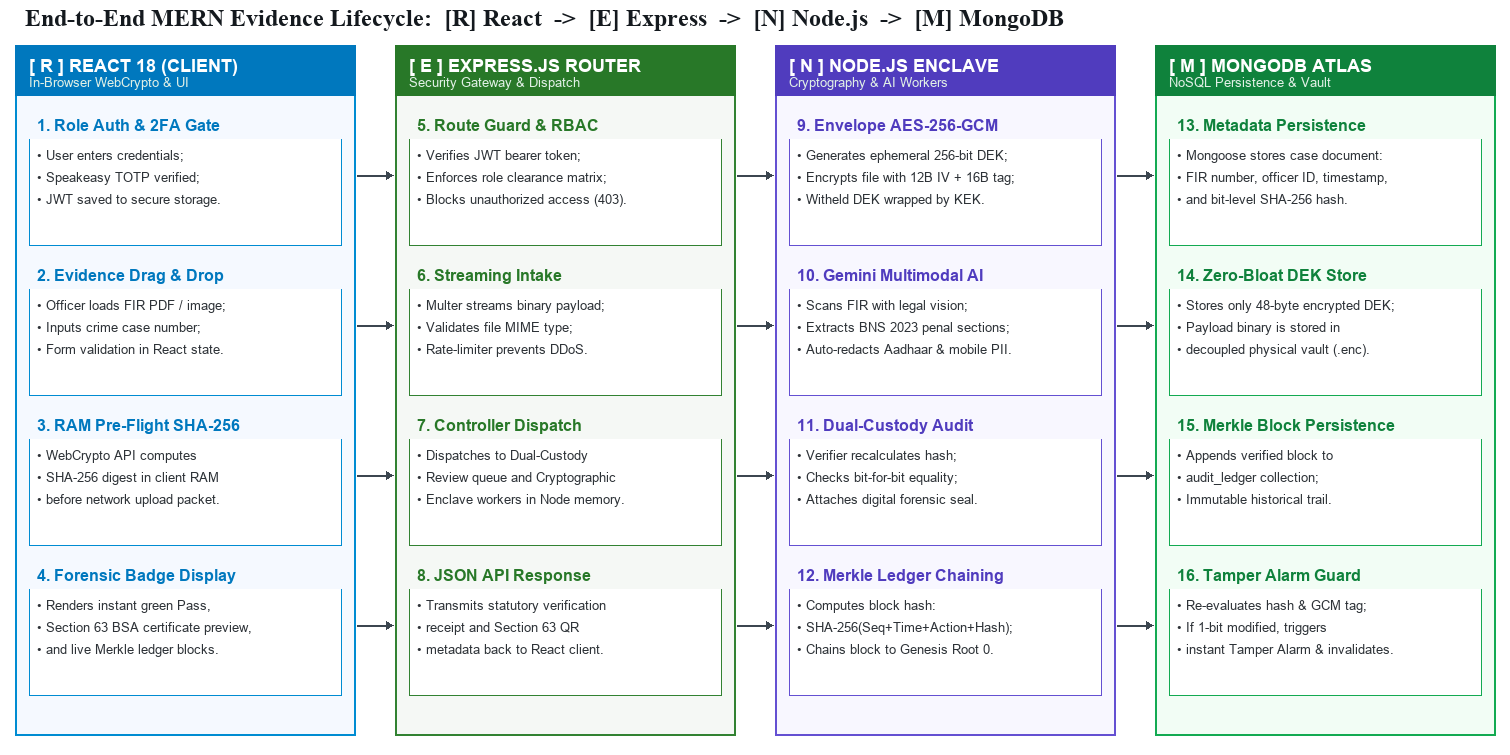 End-to-End MERN Evidence Lifecycle:  [R] React  ->  [E] Express  ->  [N] Node.js  ->  [M] MongoDB
[ R ] REACT 18 (CLIENT)
In-Browser WebCrypto & UI
1. Role Auth & 2FA Gate
• User enters credentials;
• Speakeasy TOTP verified;
• JWT saved to secure storage.
2. Evidence Drag & Drop
• Officer loads FIR PDF / image;
• Inputs crime case number;
• Form validation in React state.
3. RAM Pre-Flight SHA-256
• WebCrypto API computes
• SHA-256 digest in client RAM
• before network upload packet.
4. Forensic Badge Display
• Renders instant green Pass,
• Section 63 BSA certificate preview,
• and live Merkle ledger blocks.
[ E ] EXPRESS.JS ROUTER
Security Gateway & Dispatch
5. Route Guard & RBAC
• Verifies JWT bearer token;
• Enforces role clearance matrix;
• Blocks unauthorized access (403).
6. Streaming Intake
• Multer streams binary payload;
• Validates file MIME type;
• Rate-limiter prevents DDoS.
7. Controller Dispatch
• Dispatches to Dual-Custody
• Review queue and Cryptographic
• Enclave workers in Node memory.
8. JSON API Response
• Transmits statutory verification
• receipt and Section 63 QR
• metadata back to React client.
[ N ] NODE.JS ENCLAVE
Cryptography & AI Workers
9. Envelope AES-256-GCM
• Generates ephemeral 256-bit DEK;
• Encrypts file with 12B IV + 16B tag;
• Witheld DEK wrapped by KEK.
10. Gemini Multimodal AI
• Scans FIR with legal vision;
• Extracts BNS 2023 penal sections;
• Auto-redacts Aadhaar & mobile PII.
11. Dual-Custody Audit
• Verifier recalculates hash;
• Checks bit-for-bit equality;
• Attaches digital forensic seal.
12. Merkle Ledger Chaining
• Computes block hash:
• SHA-256(Seq+Time+Action+Hash);
• Chains block to Genesis Root 0.
[ M ] MONGODB ATLAS
NoSQL Persistence & Vault
13. Metadata Persistence
• Mongoose stores case document:
• FIR number, officer ID, timestamp,
• and bit-level SHA-256 hash.
14. Zero-Bloat DEK Store
• Stores only 48-byte encrypted DEK;
• Payload binary is stored in
• decoupled physical vault (.enc).
15. Merkle Block Persistence
• Appends verified block to
• audit_ledger collection;
• Immutable historical trail.
16. Tamper Alarm Guard
• Re-evaluates hash & GCM tag;
• If 1-bit modified, triggers
• instant Tamper Alarm & invalidates.